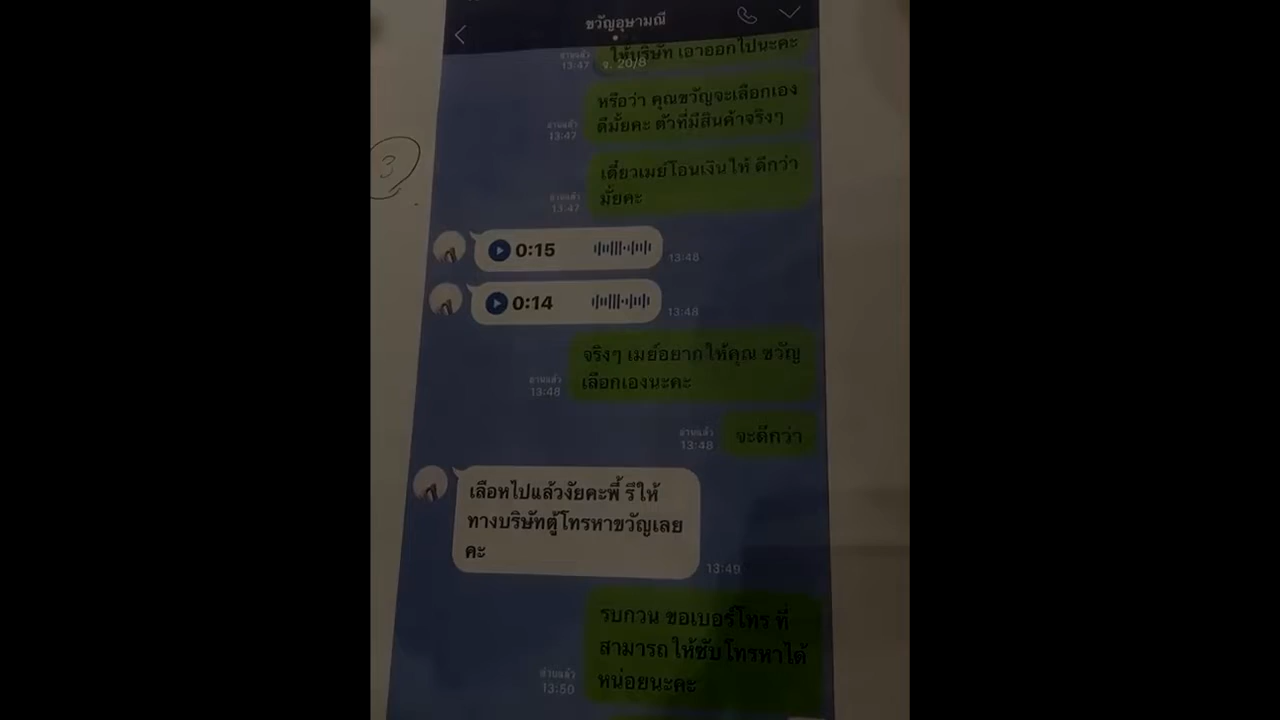 ขวัญอุษามณี
ให้บริษัท เอาออกไปนะคะ
อ่านแล้ว
13:47
จ. 20/8
หรือว่า คุณขวัญจะเลือกเอง
ดีมั้ยคะ ตัวที่มีสินค้าจริงๆ
อ่านแล้ว
13:47
เดี๋ยวเมย์โอนเงินให้ ดีกว่า
มั้ยคะ
อ่านแล้ว
13:47
3
0:15
13:48
0:14
13:48
จริงๆ เมย์อยากให้คุณ ขวัญ
เลือกเองนะคะ
อ่านแล้ว
13:48
จะดีกว่า
อ่านแล้ว
13:48
เลือหไปแล้วงัยคะพี้ รึให้
ทางบริษัทตู้โทรหาขวัญเลย
คะ
13:49
รบกวน ขอเบอร์โทร ที่
สามารถ ให้ซับโทรหาได้
หน่อยนะคะ
อ่านแล้ว
13:50